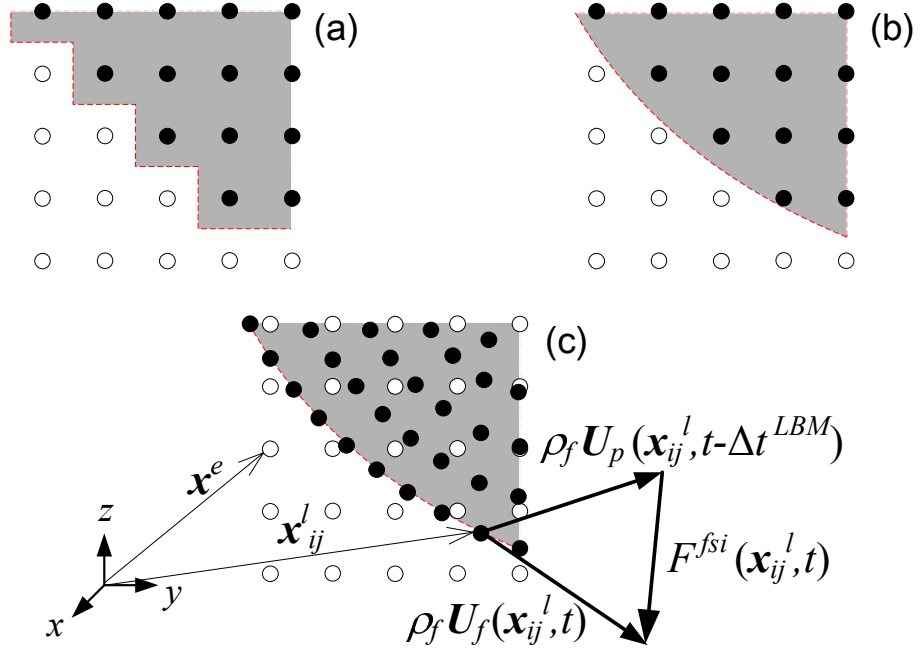 (a)
(b)
(c)
ρ_f U_p(x_ij^l, t-Δt^LBM)
x^e
z
x_ij^l
F^fsi(x_ij^l, t)
y
x
ρ_f U_f(x_ij^l, t)